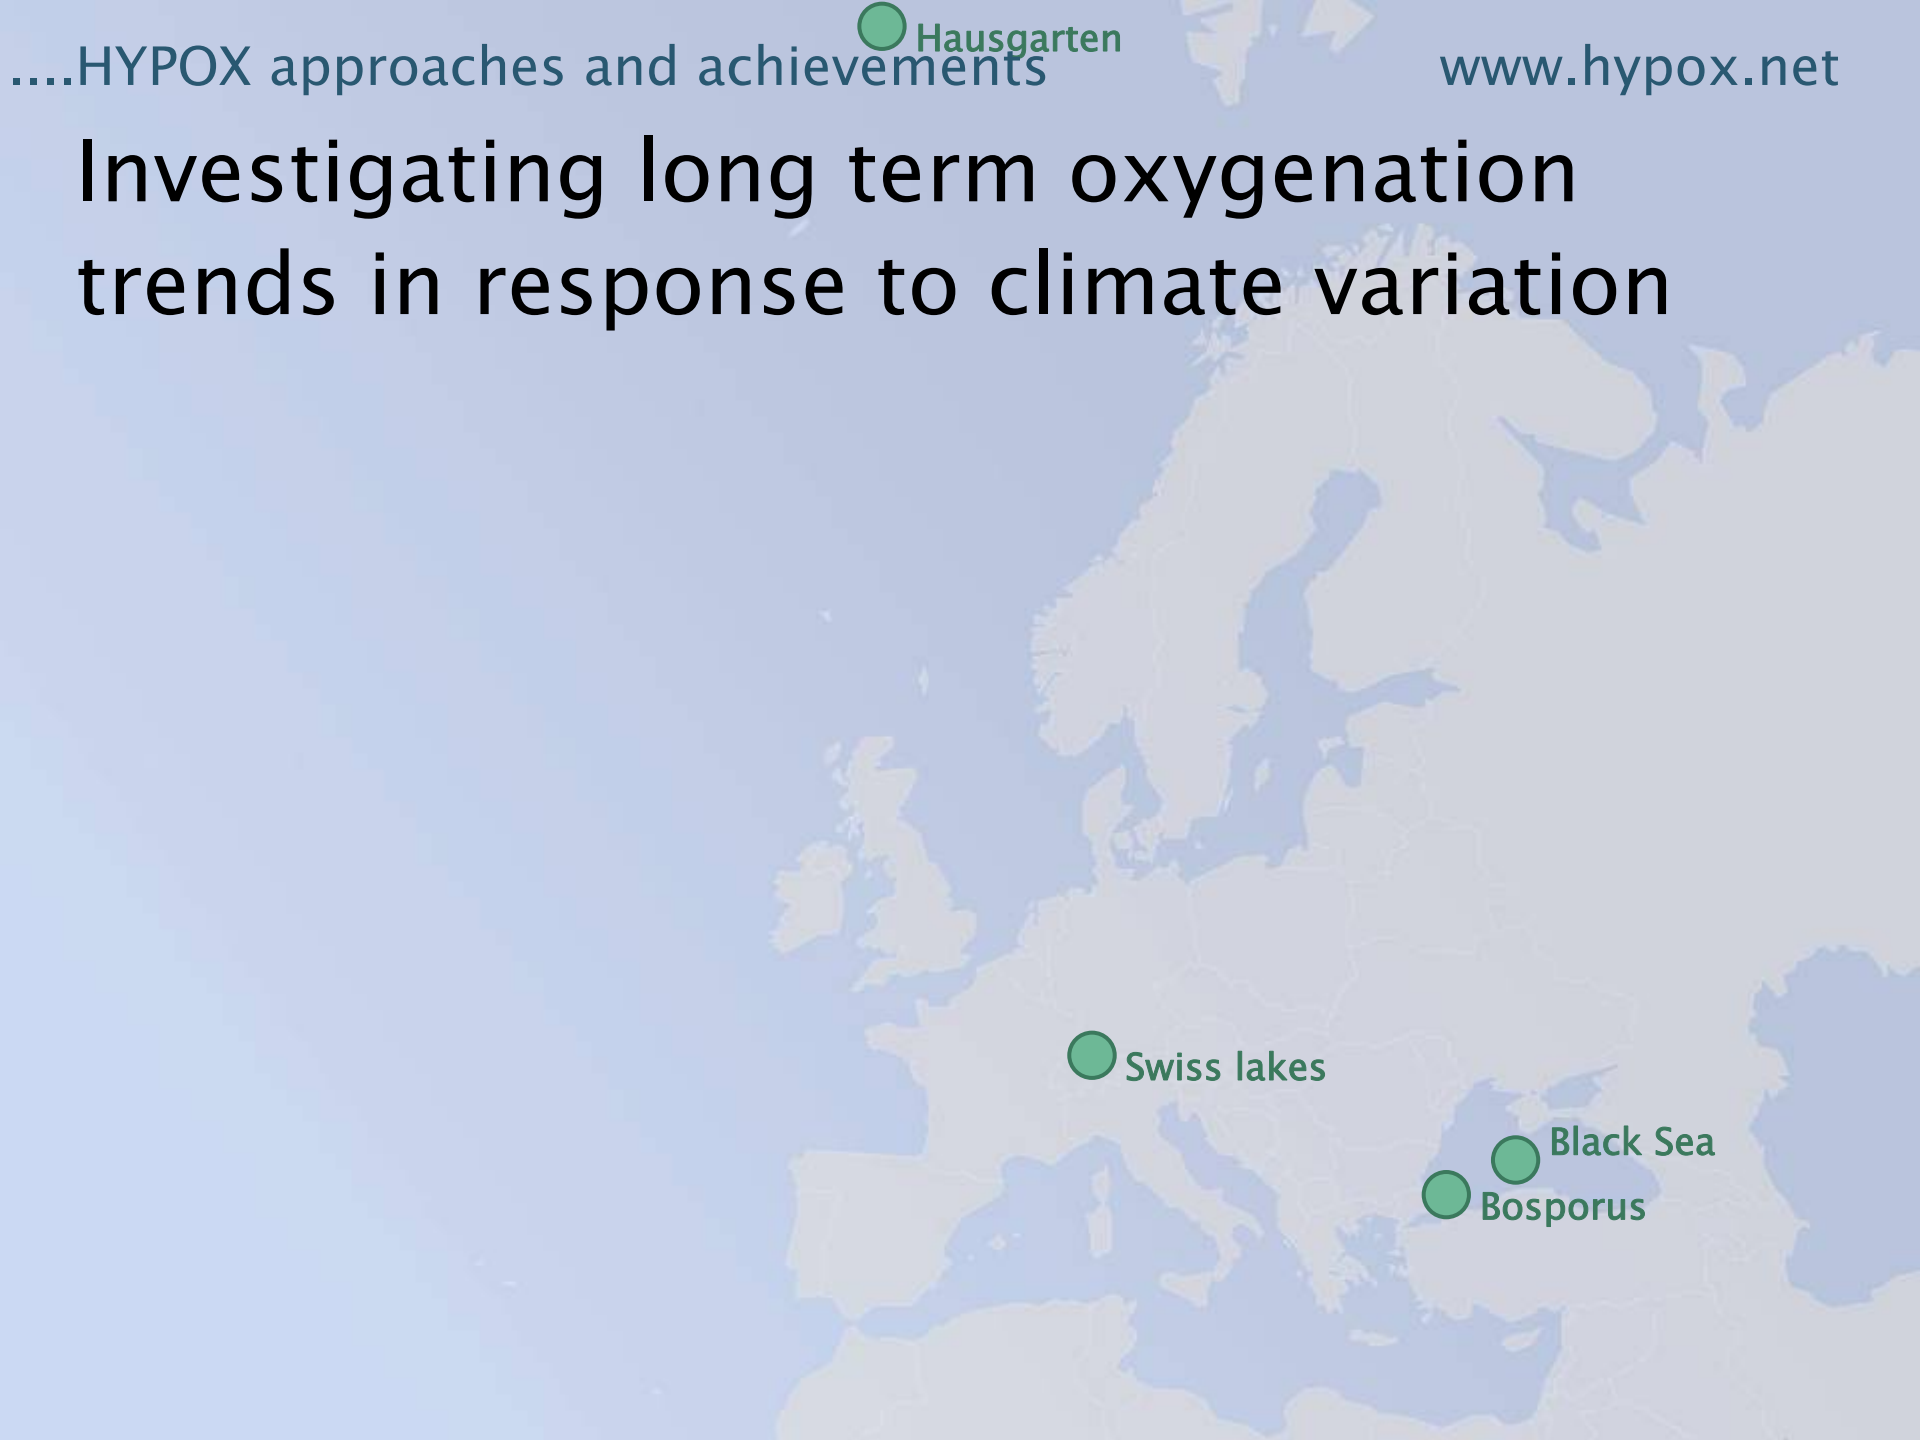 Hausgarten
....HYPOX approaches and achievements www.hypox.net
Investigating long term oxygenation
trends in response to climate variation
Swiss lakes
Black Sea
Bosporus